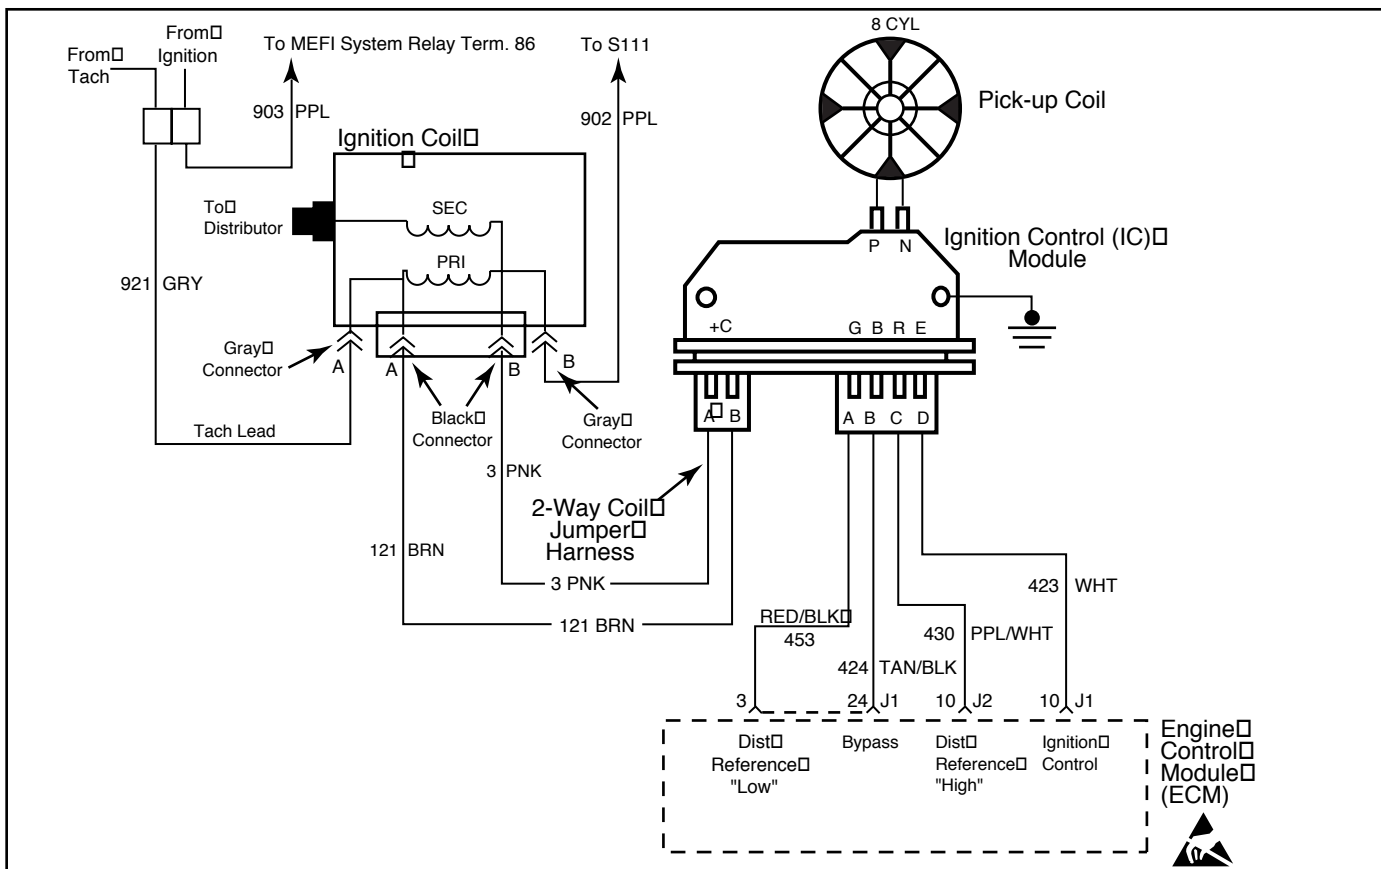 8 CYL
From
Ignition
To MEFI System Relay Term. 86
To S111
From
Tach
903 PPL
902 PPL
Pick-up Coil
Ignition Coil
To
Distributor
SEC
PRI
P N
Ignition Control (IC)
Module
921 GRY
+C
G B R E
Gray
Connector
A
A
B
B
Black
Connector
Gray
Connector
A B
A B C D
Tach Lead
3 PNK
2-Way Coil
Jumper
Harness
121 BRN
3 PNK
423 WHT
121 BRN
RED/BLK
453
430 PPL/WHT
424 TAN/BLK
3
24 J1
10 J2
10 J1
Dist
Reference
"Low"
Bypass
Dist
Reference
"High"
Ignition
Control
Engine
Control
Module
(ECM)